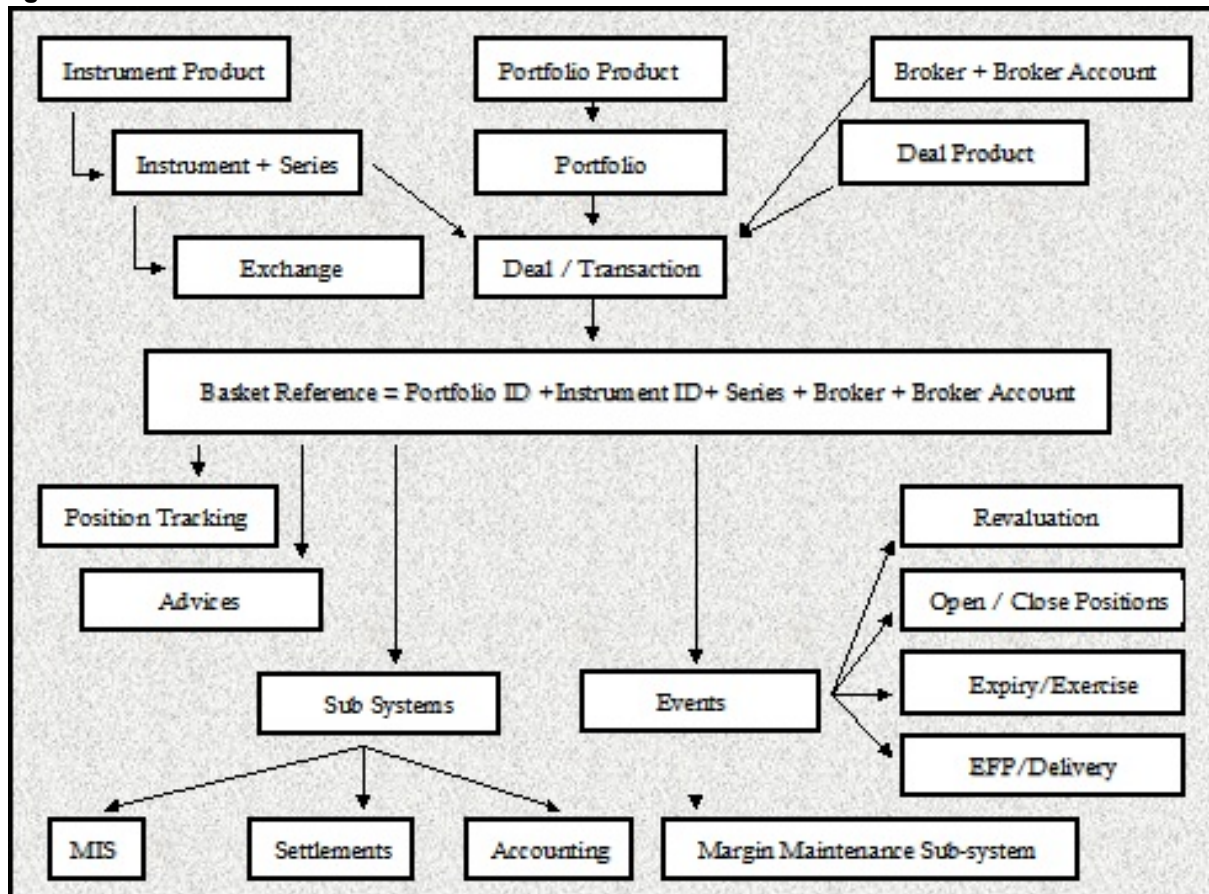 Instrument Product
Portfolio Product
Broker + Broker Account
Deal Product
Instrument + Series
Portfolio
Exchange
Deal / Transaction
Basket Reference = Portfolio ID +Instrument ID+ Series + Broker + Broker Account
Position Tracking
Advices
Revaluation
Open / Close Positions
Sub Systems
Events
Expiry/Exercise
EFP/Delivery
MIS
Settlements
Accounting
Margin Maintenance Sub-system